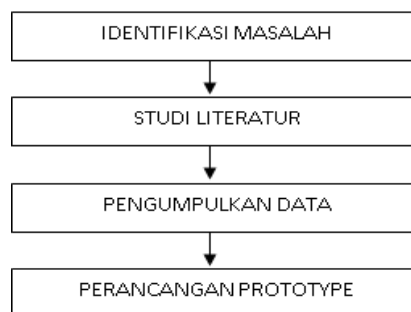 IDENTIFIKASI MASALAH
STUDI LITERATUR
PENGUMPULKAN DATA
PERANCANGAN PROTOTYPE